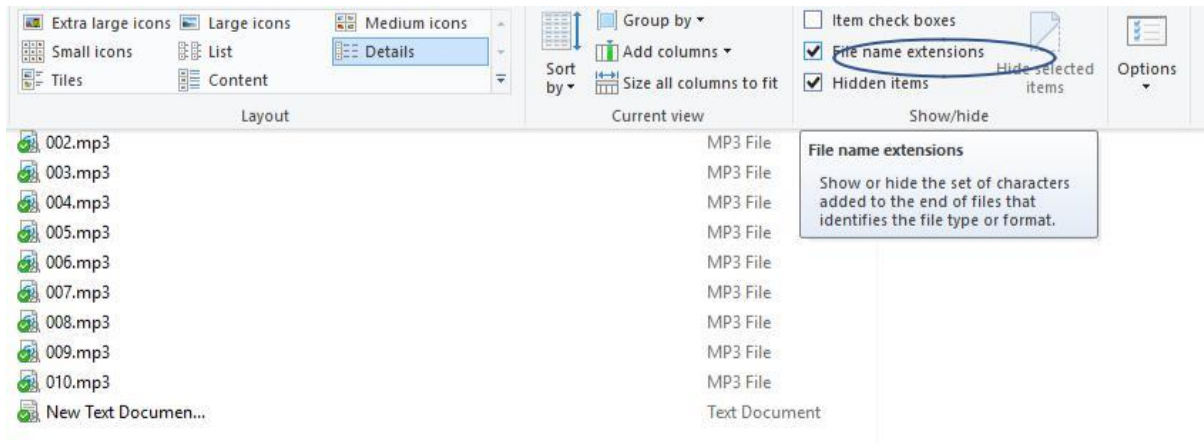 Extra large icons Large icons Medium icons
Small icons List Details
Tiles Content
Layout
Sort by
Group by
Add columns
Size all columns to fit
Current view
Item check boxes
File name extensions
Hidden items
Hide selected items
Show/hide
Options
File name extensions
Show or hide the set of characters
added to the end of files that
identifies the file type or format.
002.mp3 MP3 File
003.mp3 MP3 File
004.mp3 MP3 File
005.mp3 MP3 File
006.mp3 MP3 File
007.mp3 MP3 File
008.mp3 MP3 File
009.mp3 MP3 File
010.mp3 MP3 File
New Text Documen... Text Document